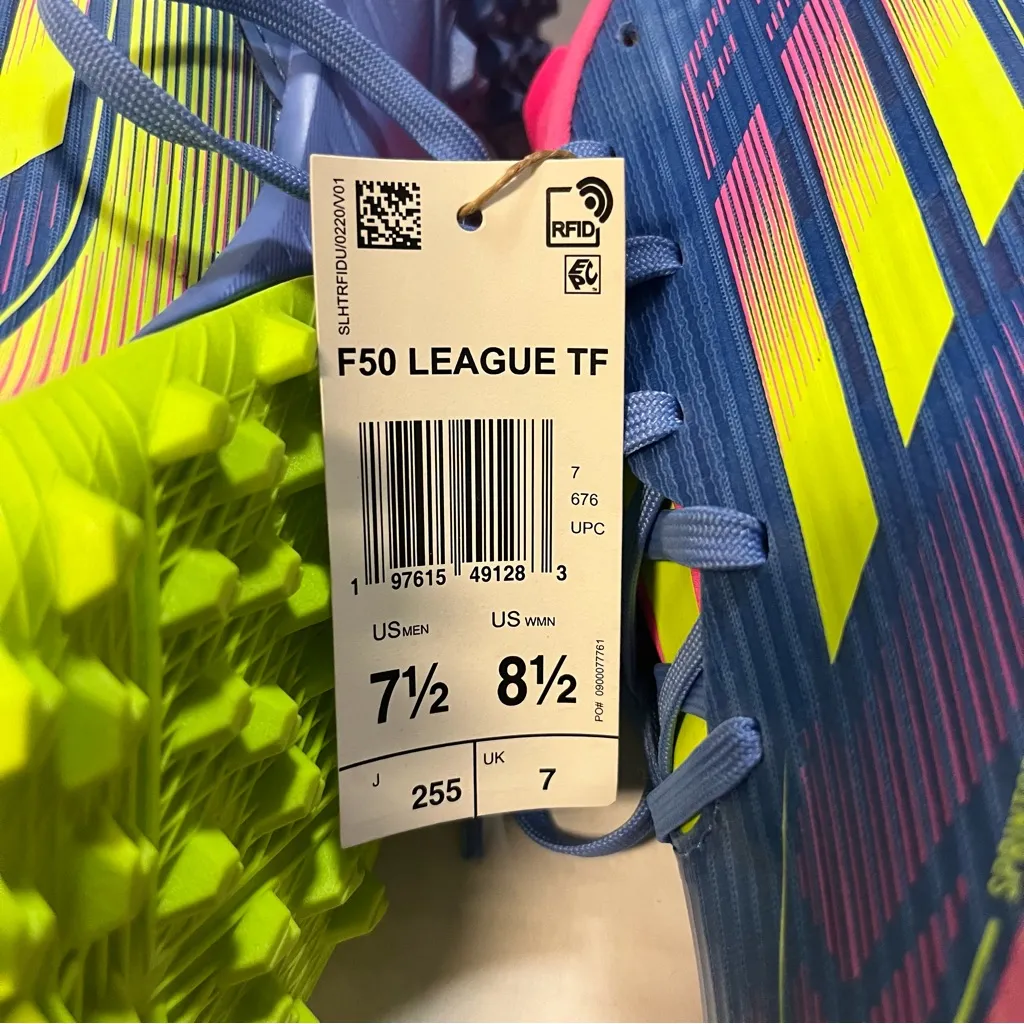 SLHTRFIDU/0220/V01
RFID
EPC
F50 LEAGUE TF
7
676
UPC
1 97615 49128 3
US MEN
US WMN
7½
8½
PO# 0900077761
J 255
UK 7